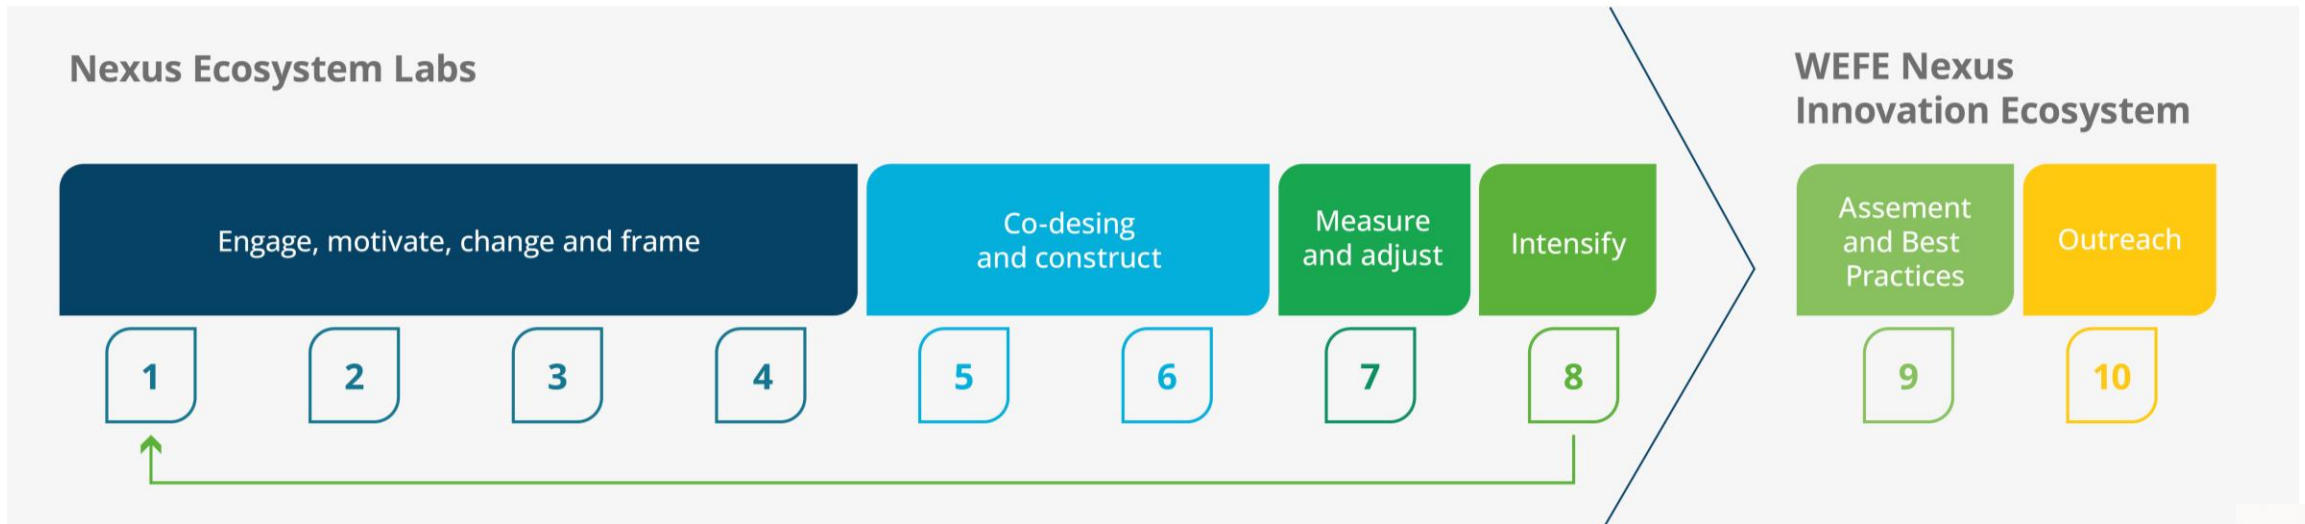 Nexus Ecosystem Labs
WEFE Nexus
Innovation Ecosystem
Engage, motivate, change and frame
Co-desing
and construct
Measure
and adjust
Intensify
Assement
and Best
Practices
Outreach
1
2
3
4
5
6
7
8
9
10